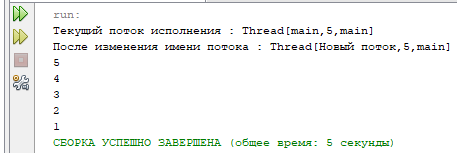 run:
Текущий поток исполнения : Thread[main,5,main]
После изменения имени потока : Thread[Новый поток,5,main]
5
4
3
2
1
СБОРКА УСПЕШНО ЗАВЕРШЕНА (общее время: 5 секунды)